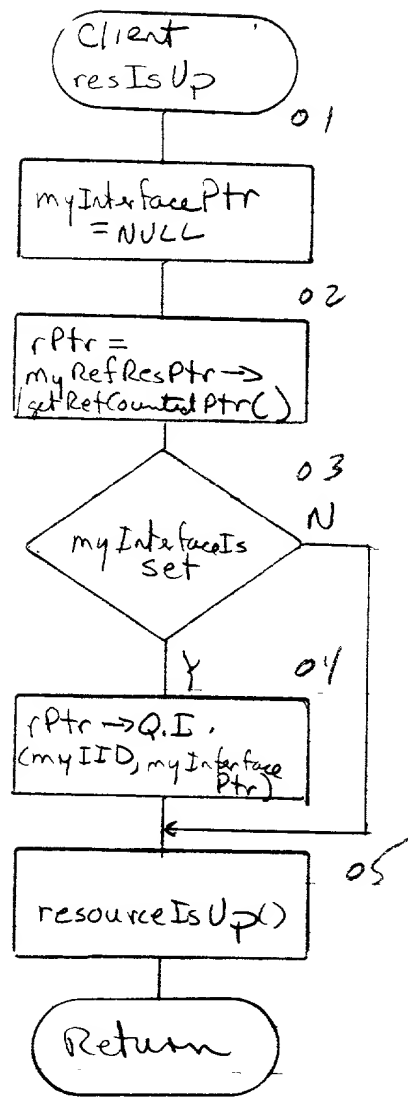 Client
resIsUp
01
myInterfacePtr
= NULL
02
rPtr =
myRefResPtr →
getRefCountedPtr()
03
N
myInterfaceIs
set
Y
04
rPtr → Q.I.
(myIID, myInterface
Ptr)
05
resourceIsUp()
Return